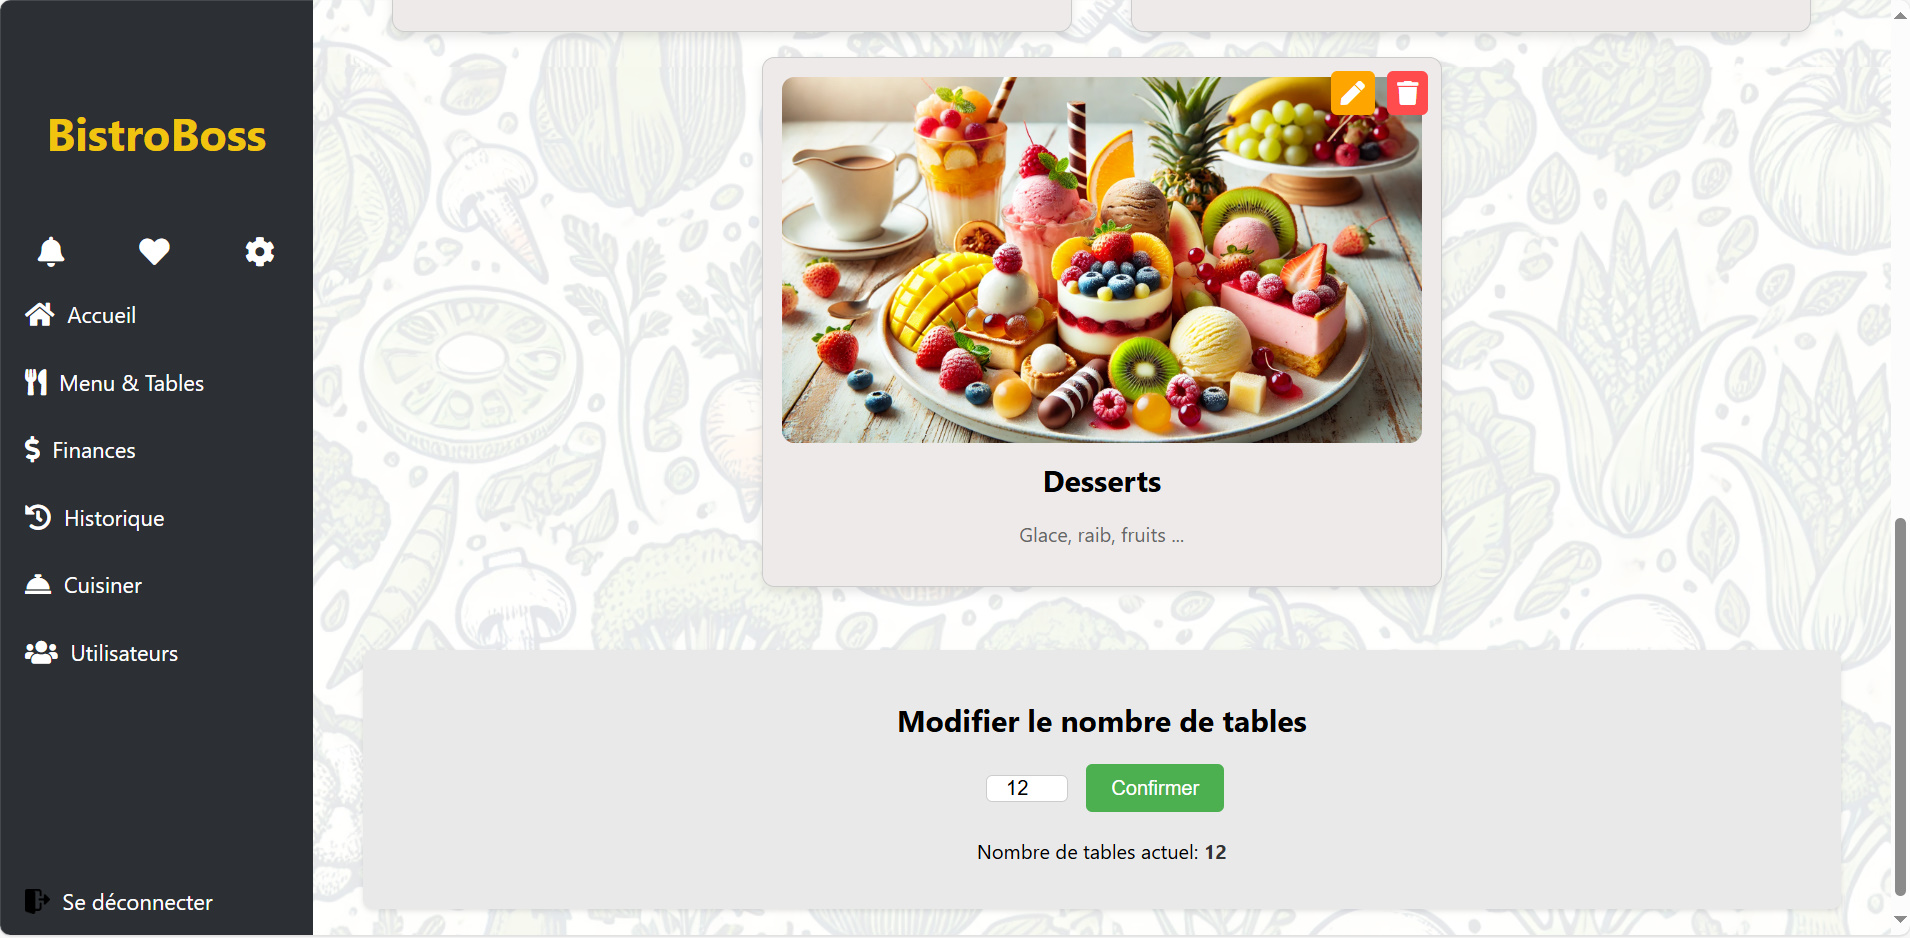 BistroBoss
Accueil
Menu & Tables
Finances
Historique
Cuisiner
Utilisateurs
Se déconnecter
Desserts
Glace, raib, fruits ...
Modifier le nombre de tables
12
Confirmer
Nombre de tables actuel: 12